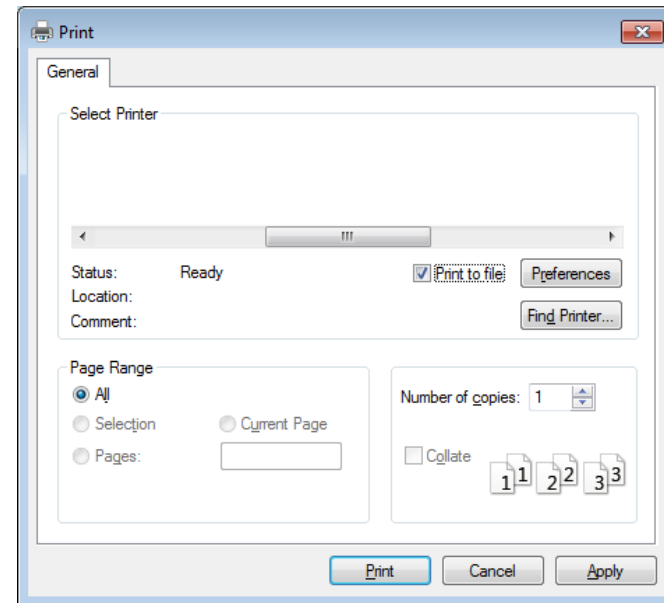 Print
General
Select Printer
Status: Ready
Print to file
Preferences
Location:
Comment:
Find Printer...
Page Range
All
Selection
Current Page
Pages:
Number of copies: 1
Collate
1 1 2 2 3 3
Print
Cancel
Apply